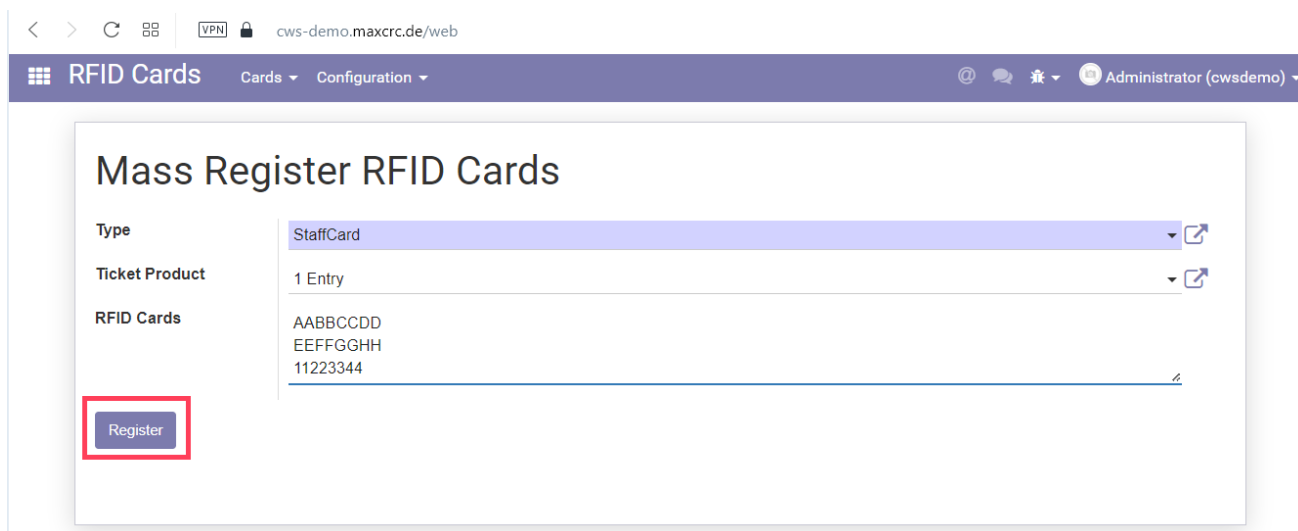 VPN cws-demo.maxcrc.de/web
RFID Cards Cards Configuration @ Administrator (cwsdemo)
Mass Register RFID Cards
Type StaffCard
Ticket Product 1 Entry
RFID Cards AABBCCDD
EEFFGGHH
11223344
Register